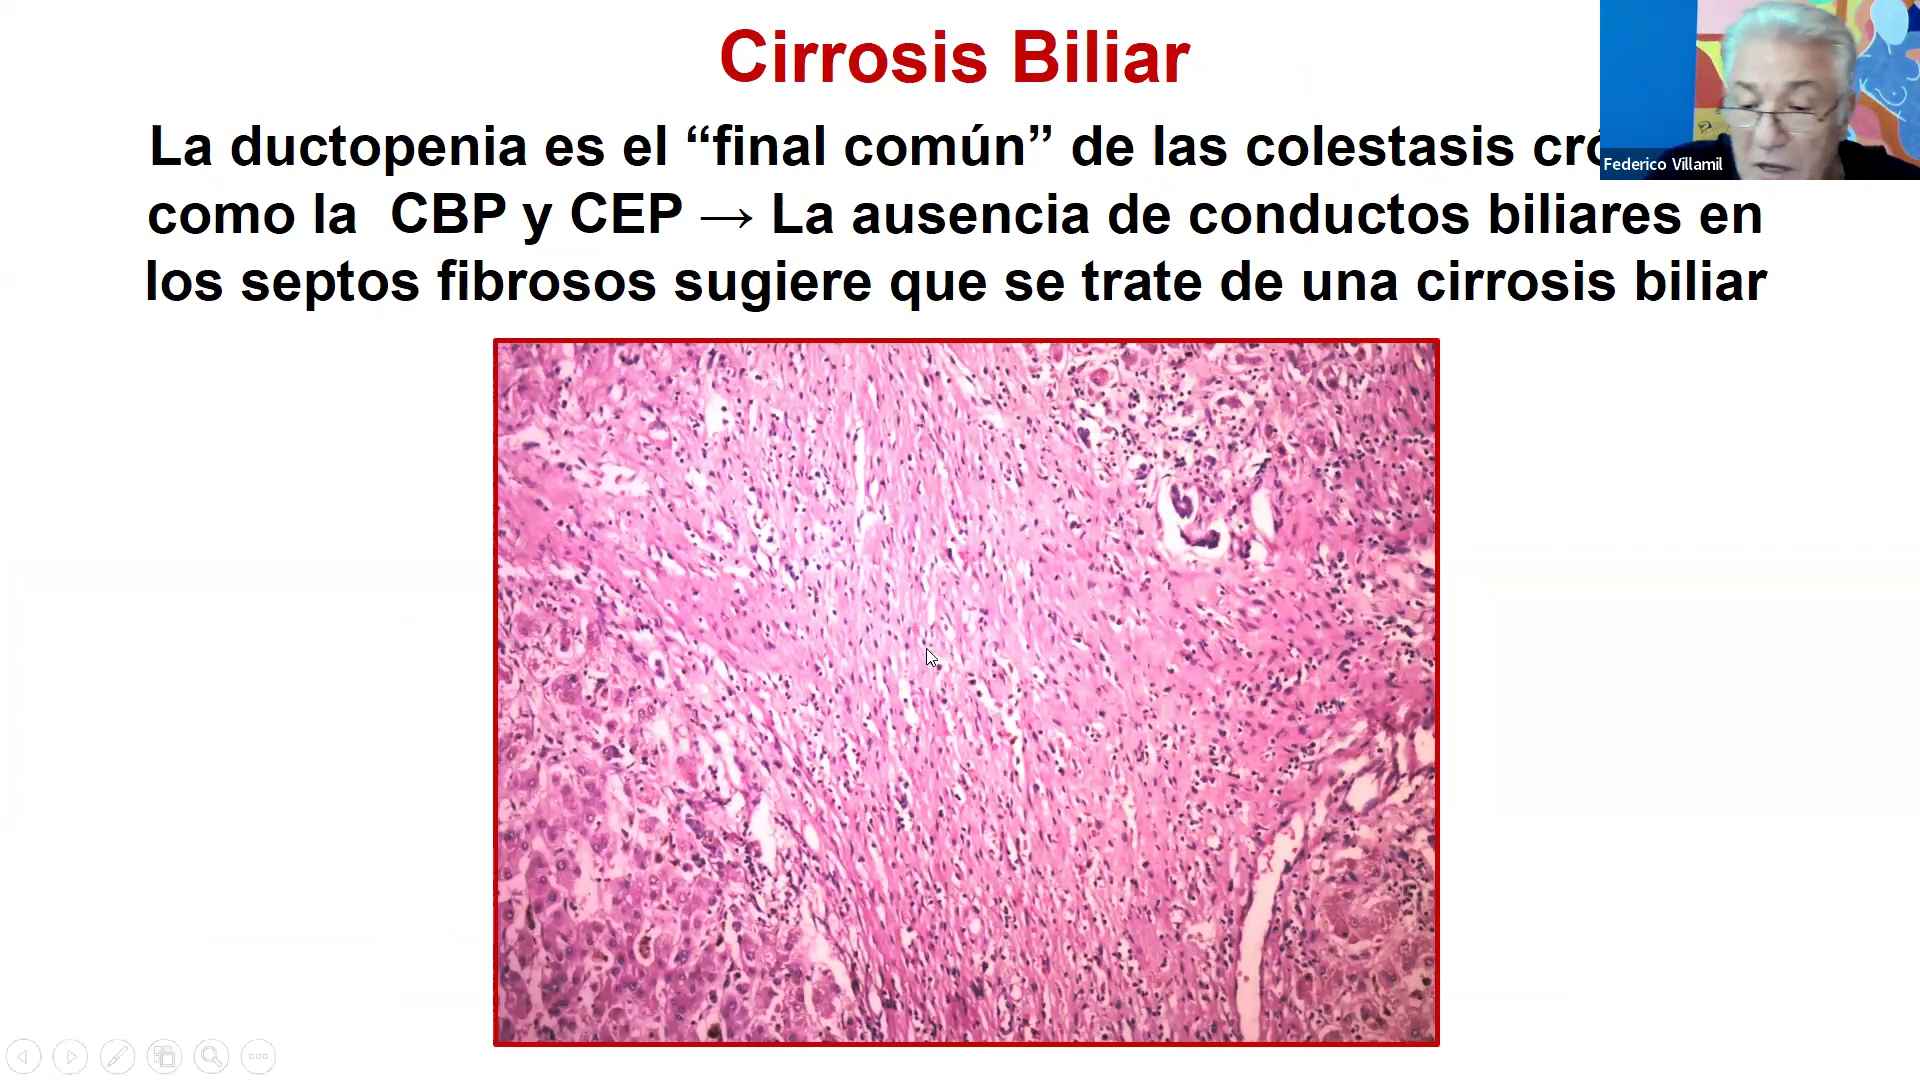 Cirrosis Biliar
La ductopenia es el “final común” de las colestasis
como la CBP y CEP → La ausencia de conductos biliares en
los septos fibrosos sugiere que se trate de una cirrosis biliar
Federico Villamil